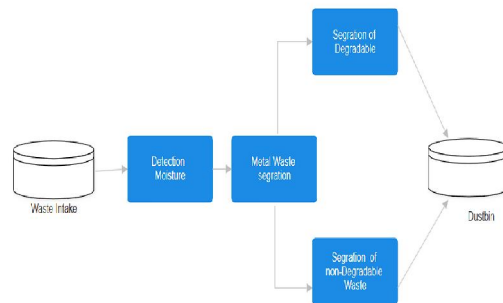 Segration of
Degradable
Detection
Moisture
Metal Waste
segration
Waste Intake
Dustbin
Segration of
non-Degradable
Waste